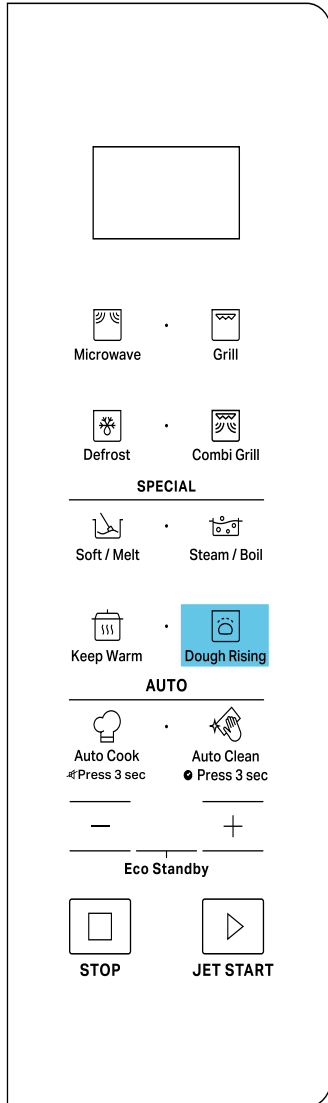 Microwave Grill
Defrost Combi Grill
SPECIAL
Soft / Melt Steam / Boil
Keep Warm Dough Rising
AUTO
Auto Cook Auto Clean
Press 3 sec Press 3 sec
Eco Standby
STOP JET START